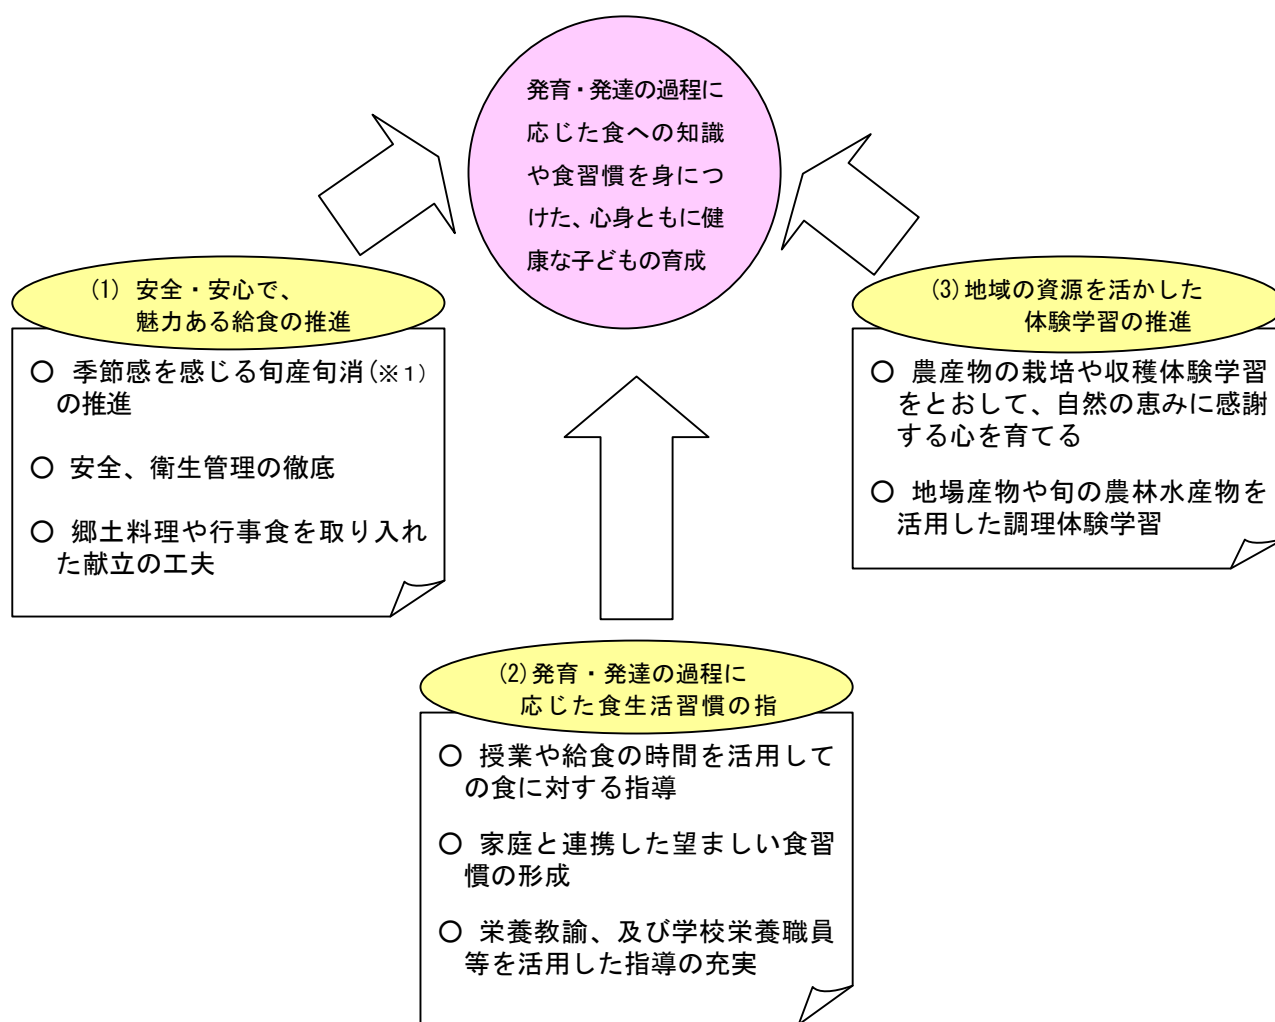 発育・発達の過程に
応じた食への知識
や食習慣を身につ
けた、心身ともに健
康な子どもの育成
(1) 安全・安心で、
魅力ある給食の推進
○ 季節感を感じる旬産旬消(※1)
の推進
○ 安全、衛生管理の徹底
○ 郷土料理や行事食を取り入れ
た献立の工夫
(3)地域の資源を活かした
体験学習の推進
○ 農産物の栽培や収穫体験学習
をとおして、自然の恵みに感謝
する心を育てる
○ 地場産物や旬の農林水産物を
活用した調理体験学習
(2)発育・発達の過程に
応じた食生活習慣の指
○ 授業や給食の時間を活用して
の食に対する指導
○ 家庭と連携した望ましい食習
慣の形成
○ 栄養教諭、及び学校栄養職員
等を活用した指導の充実